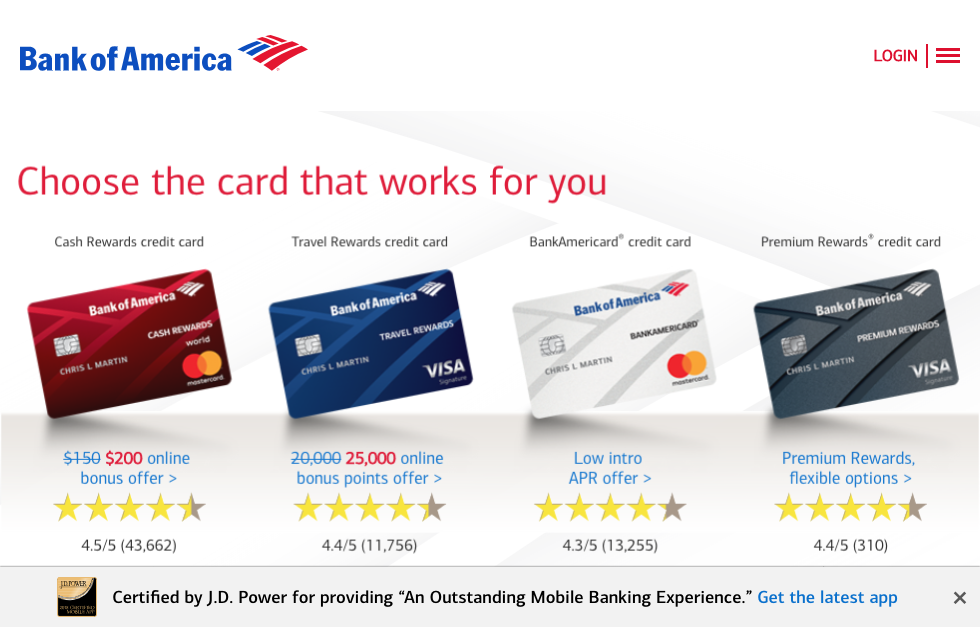 Bank of America
LOGIN
Choose the card that works for you
Cash Rewards credit card
Travel Rewards credit card
BankAmericard® credit card
Premium Rewards® credit card
Bank of America
CASH REWARDS
world
CHRIS L MARTIN
mastercard
Bank of America
TRAVEL REWARDS
CHRIS L MARTIN
VISA
Signature
Bank of America
BANKAMERICARD
CHRIS L MARTIN
mastercard
Bank of America
PREMIUM REWARDS
CHRIS L MARTIN
VISA
Signature
$150 $200 online
bonus offer >
20,000 25,000 online
bonus points offer >
Low intro
APR offer >
Premium Rewards,
flexible options >
4.5/5 (43,662)
4.4/5 (11,756)
4.3/5 (13,255)
4.4/5 (310)
J.D. POWER
2018 CERTIFIED
MOBILE APP
Certified by J.D. Power for providing “An Outstanding Mobile Banking Experience.” Get the latest app